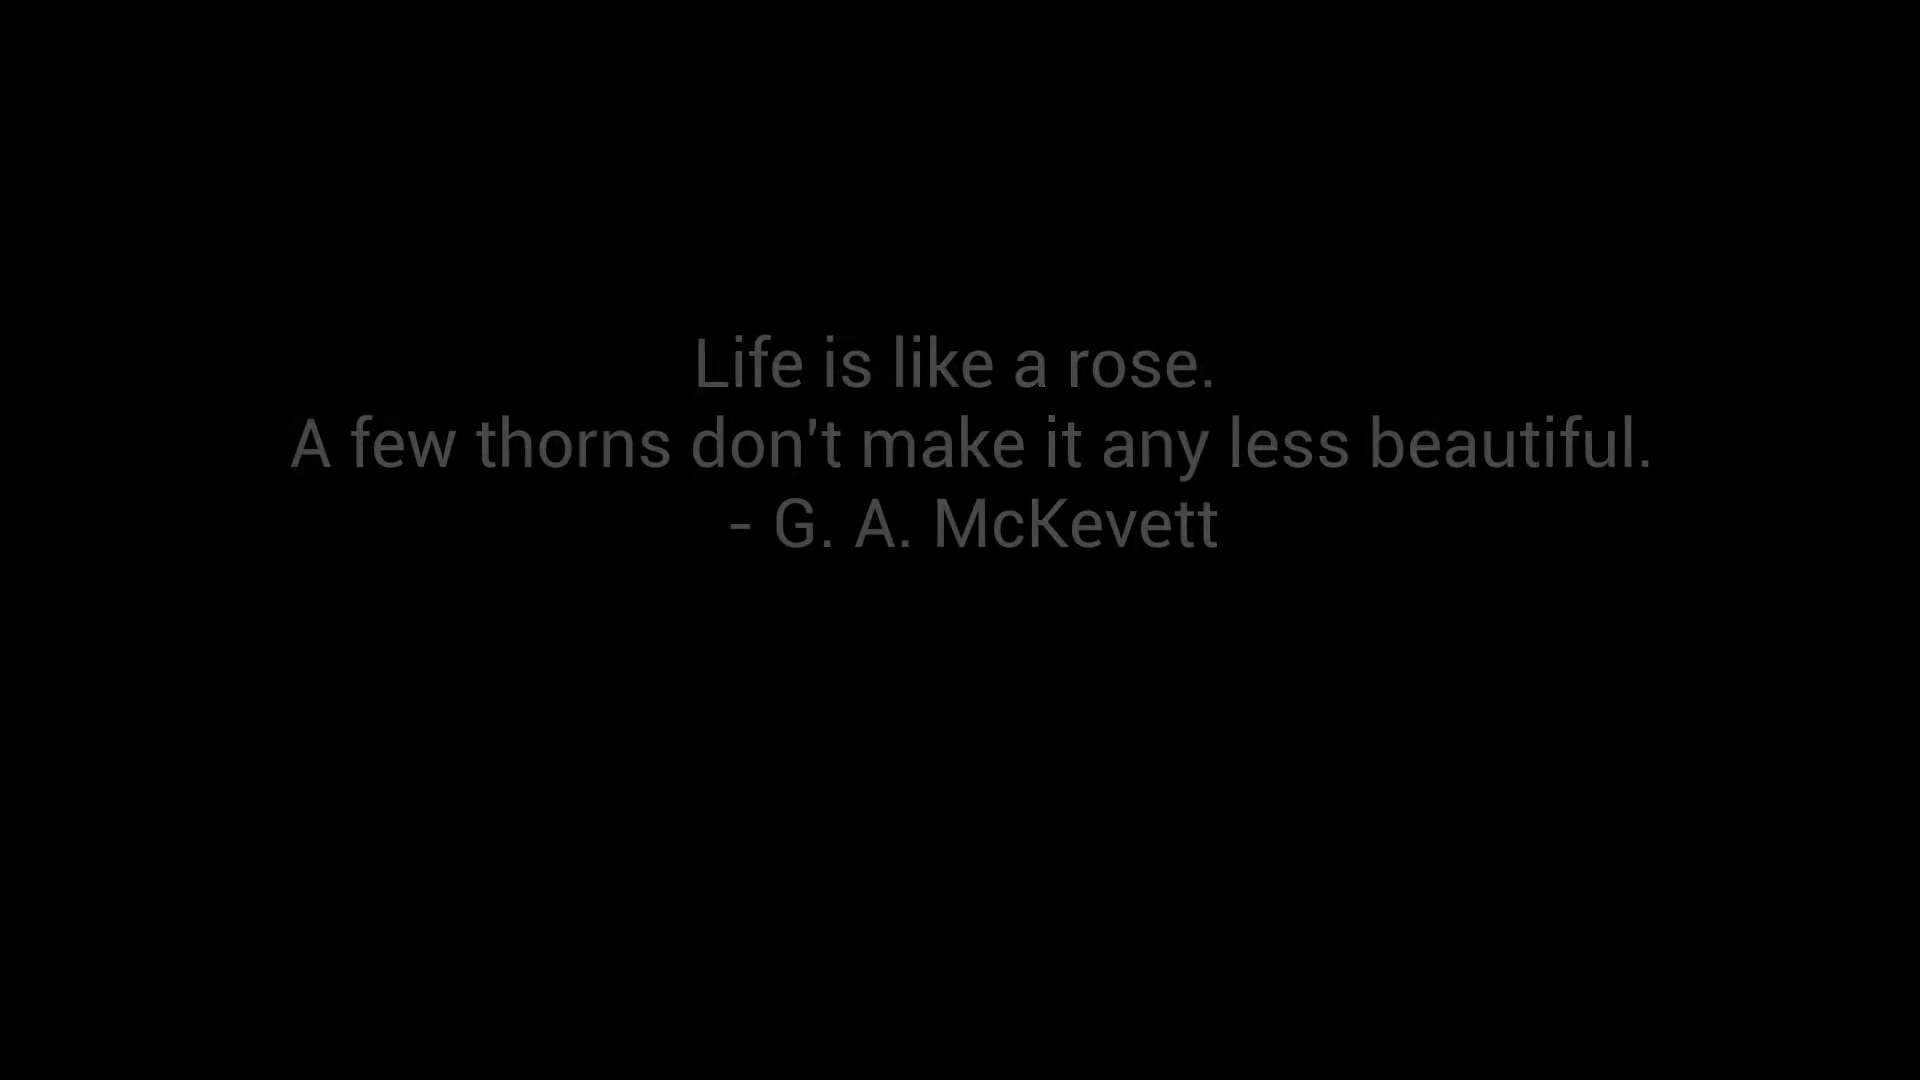 Life is like a rose.
A few thorns don't make it any less beautiful.
- G. A. McKevett